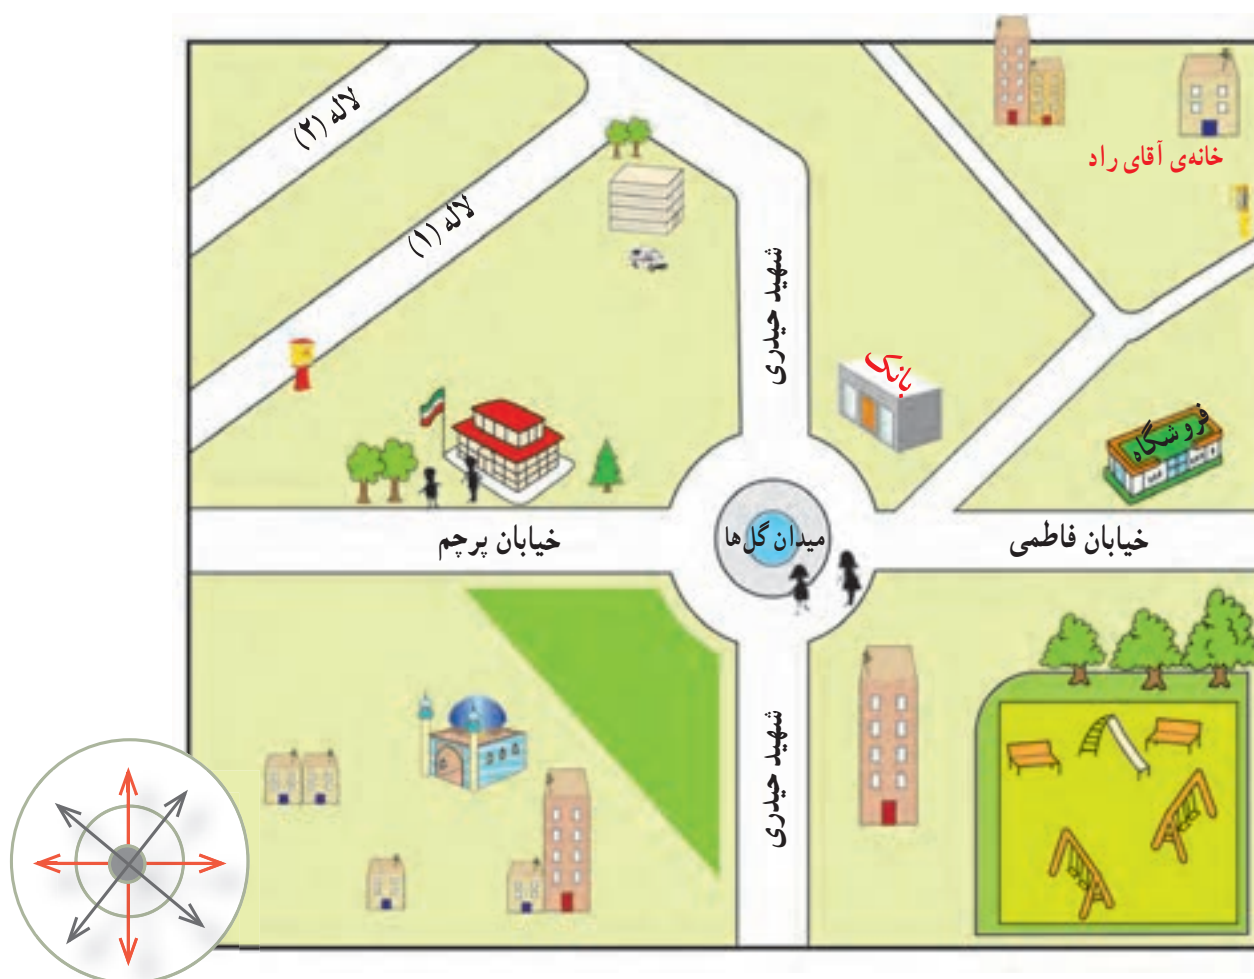 خانه‌ی آقای راد
لاله (۲)
لاله (۱)
شهید حیدری
بانک
فروشگاه
خیابان فاطمی
میدان گل‌ها
خیابان پرچم
شهید حیدری